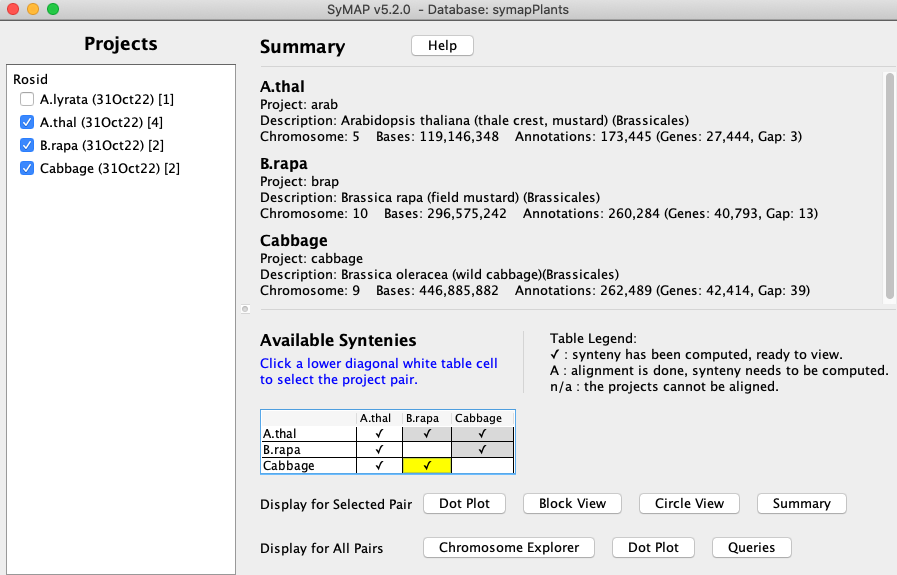 SyMAP v5.2.0 - Database: symapPlants
Projects
Rosid
A.lyrata (31Oct22) [1]
A.thal (31Oct22) [4]
B.rapa (31Oct22) [2]
Cabbage (31Oct22) [2]
Summary
Help
A.thal
Project: arab
Description: Arabidopsis thaliana (thale crest, mustard) (Brassicales)
Chromosome: 5 Bases: 119,146,348 Annotations: 173,445 (Genes: 27,444, Gap: 3)
B.rapa
Project: brap
Description: Brassica rapa (field mustard) (Brassicales)
Chromosome: 10 Bases: 296,575,242 Annotations: 260,284 (Genes: 40,793, Gap: 13)
Cabbage
Project: cabbage
Description: Brassica oleracea (wild cabbage)(Brassicales)
Chromosome: 9 Bases: 446,885,882 Annotations: 262,489 (Genes: 42,414, Gap: 39)
Available Syntenies
Click a lower diagonal white table cell
to select the project pair.
Table Legend:
✓ : synteny has been computed, ready to view.
A : alignment is done, synteny needs to be computed.
n/a : the projects cannot be aligned.
A.thal B.rapa Cabbage
A.thal ✓ ✓ ✓
B.rapa ✓ ✓
Cabbage ✓ ✓
Display for Selected Pair Dot Plot Block View Circle View Summary
Display for All Pairs Chromosome Explorer Dot Plot Queries